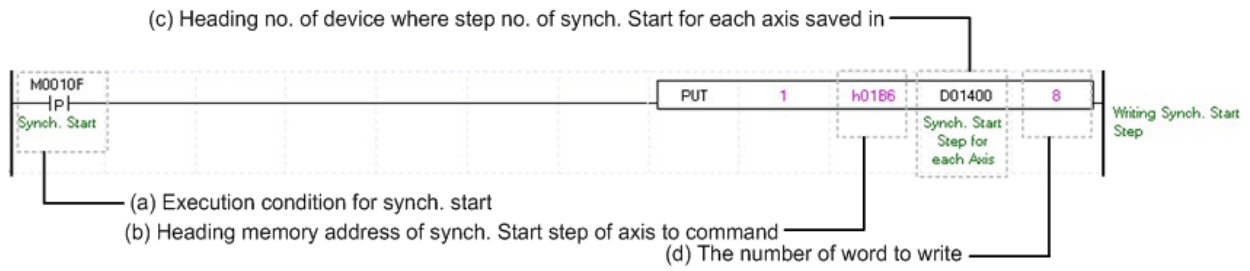 (c) Heading no. of device where step no. of synch. Start for each axis saved in
M0010F
P
Synch. Start
PUT 1 h01B6 D01400 8
Synch. Start
Step for
each Axis
Writing Synch. Start
Step
(a) Execution condition for synch. start
(b) Heading memory address of synch. Start step of axis to command
(d) The number of word to write